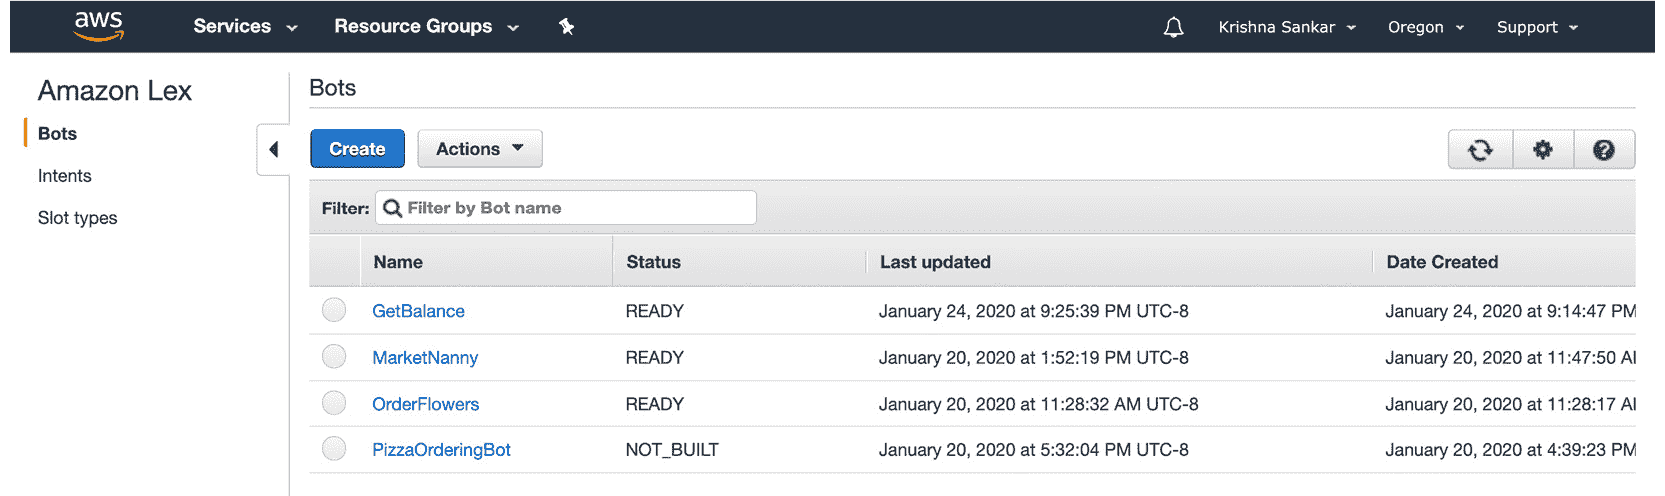 aws Services Resource Groups Krishna Sankar Oregon Support
Amazon Lex
Bots
Intents
Slot types
Bots
Create Actions
Filter: Filter by Bot name
Name Status Last updated Date Created
GetBalance READY January 24, 2020 at 9:25:39 PM UTC-8 January 24, 2020 at 9:14:47 PM
MarketNanny READY January 20, 2020 at 1:52:19 PM UTC-8 January 20, 2020 at 11:47:50 A
OrderFlowers READY January 20, 2020 at 11:28:32 AM UTC-8 January 20, 2020 at 11:28:17 A
PizzaOrderingBot NOT_BUILT January 20, 2020 at 5:32:04 PM UTC-8 January 20, 2020 at 4:39:23 PM